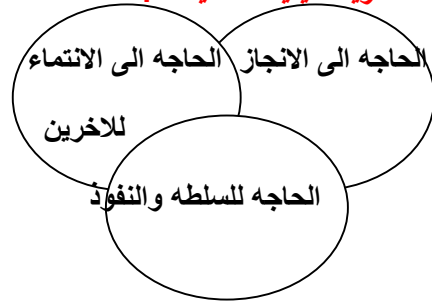 الحاجه الى الانجاز
الحاجه الى الانتماء
للاخرين
الحاجه للسلطه والنفوذ